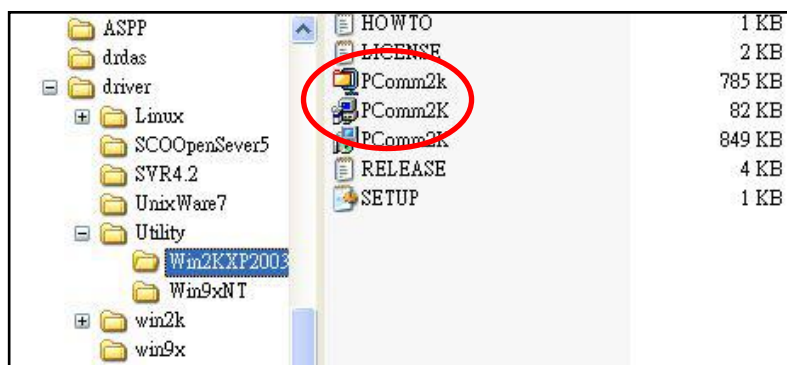 ASPP
drdas
driver
Linux
SCOOpenSever5
SVR4.2
UnixWare7
Utility
Win2KXP2003
Win9xNT
win2k
win9x
HOWTO 1 KB
LICENSE 2 KB
PComm2k 785 KB
PComm2K 82 KB
PComm2K 849 KB
RELEASE 4 KB
SETUP 1 KB